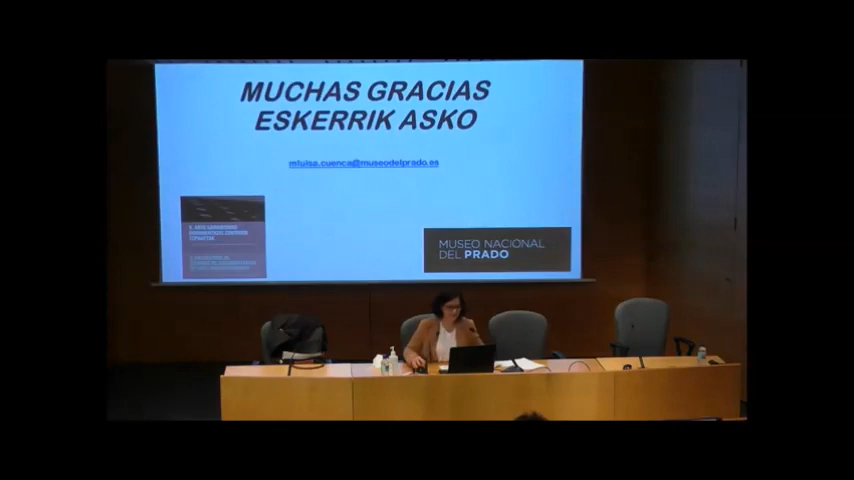 MUCHAS GRACIAS
ESKERRIK ASKO
mluisa.cuenca@museodelprado.es
MUSEO NACIONAL
DEL PRADO